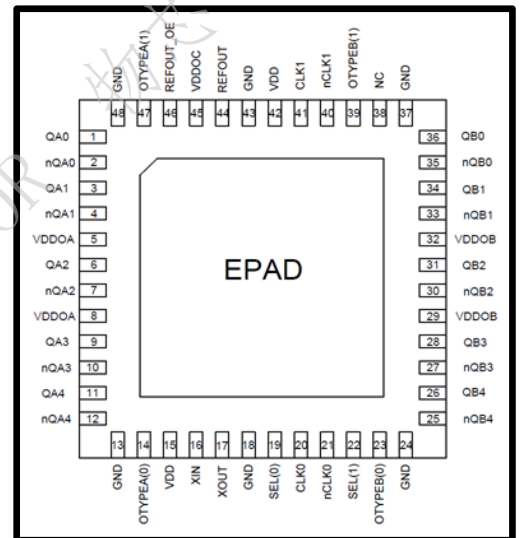 GND OTYPEA(1) REFOUT_OE VDDOC REFOUT GND VDD CLK1 nCLK1 OTYPEB(1) NC GND
48 47 46 45 44 43 42 41 40 39 38 37
QA0 1 36 QB0
nQA0 2 35 nQB0
QA1 3 34 QB1
nQA1 4 33 nQB1
VDDOA 5 32 VDDOB
QA2 6 31 QB2
EPAD
nQA2 7 30 nQB2
VDDOA 8 29 VDDOB
QA3 9 28 QB3
nQA3 10 27 nQB3
QA4 11 26 QB4
nQA4 12 25 nQB4
13 14 15 16 17 18 19 20 21 22 23 24
GND OTYPEA(0) VDD XIN XOUT GND SEL(0) CLK0 nCLK0 SEL(1) OTYPEB(0) GND
OR 物芯